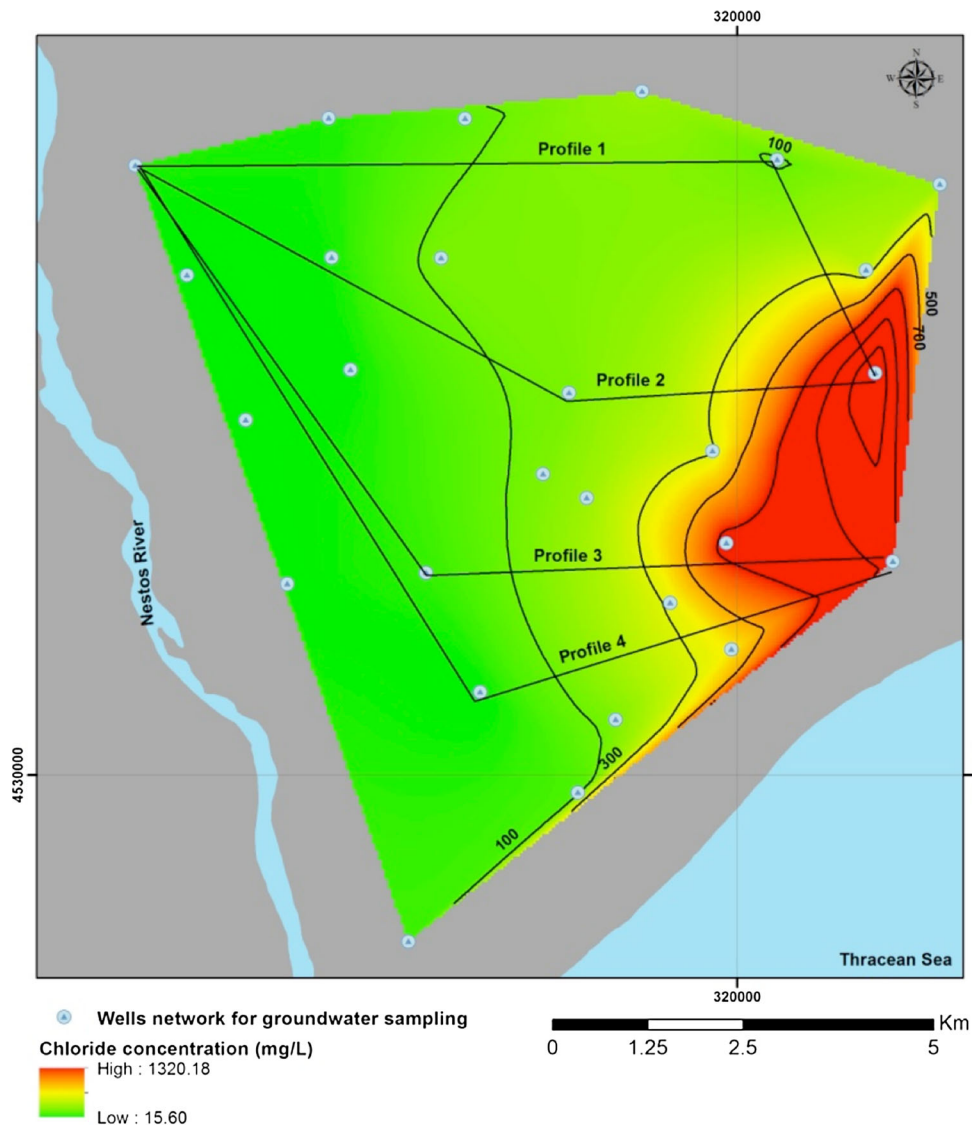 320000
N
W E
S
Profile 1
100
500
700
Profile 2
Nestos River
Profile 3
Profile 4
4530000
300
100
Thracean Sea
320000
Wells network for groundwater sampling
Km
0 1.25 2.5 5
Chloride concentration (mg/L)
High : 1320.18
Low : 15.60